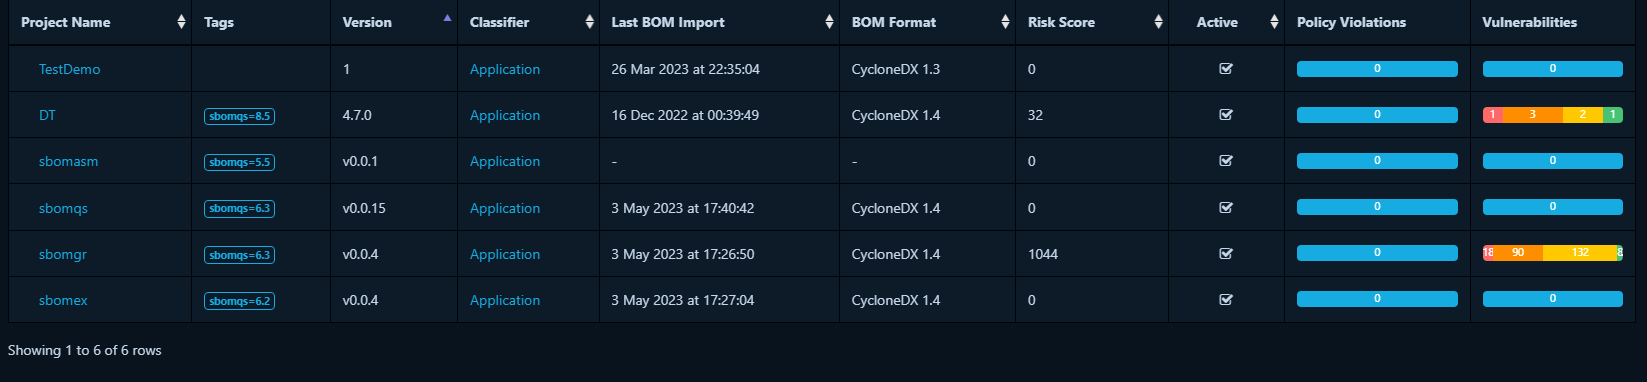 Project Name Tags Version Classifier Last BOM Import BOM Format Risk Score Active Policy Violations Vulnerabilities
TestDemo 1 Application 26 Mar 2023 at 22:35:04 CycloneDX 1.3 0 0 0
DT sbomqs=8.5 4.7.0 Application 16 Dec 2022 at 00:39:49 CycloneDX 1.4 32 0 1 3 2 1
sbomasm sbomqs=5.5 v0.0.1 Application - - 0 0 0
sbomqs sbomqs=6.3 v0.0.15 Application 3 May 2023 at 17:40:42 CycloneDX 1.4 0 0 0
sbomgr sbomqs=6.3 v0.0.4 Application 3 May 2023 at 17:26:50 CycloneDX 1.4 1044 0 18 90 132 8
sbomex sbomqs=6.2 v0.0.4 Application 3 May 2023 at 17:27:04 CycloneDX 1.4 0 0 0
Showing 1 to 6 of 6 rows